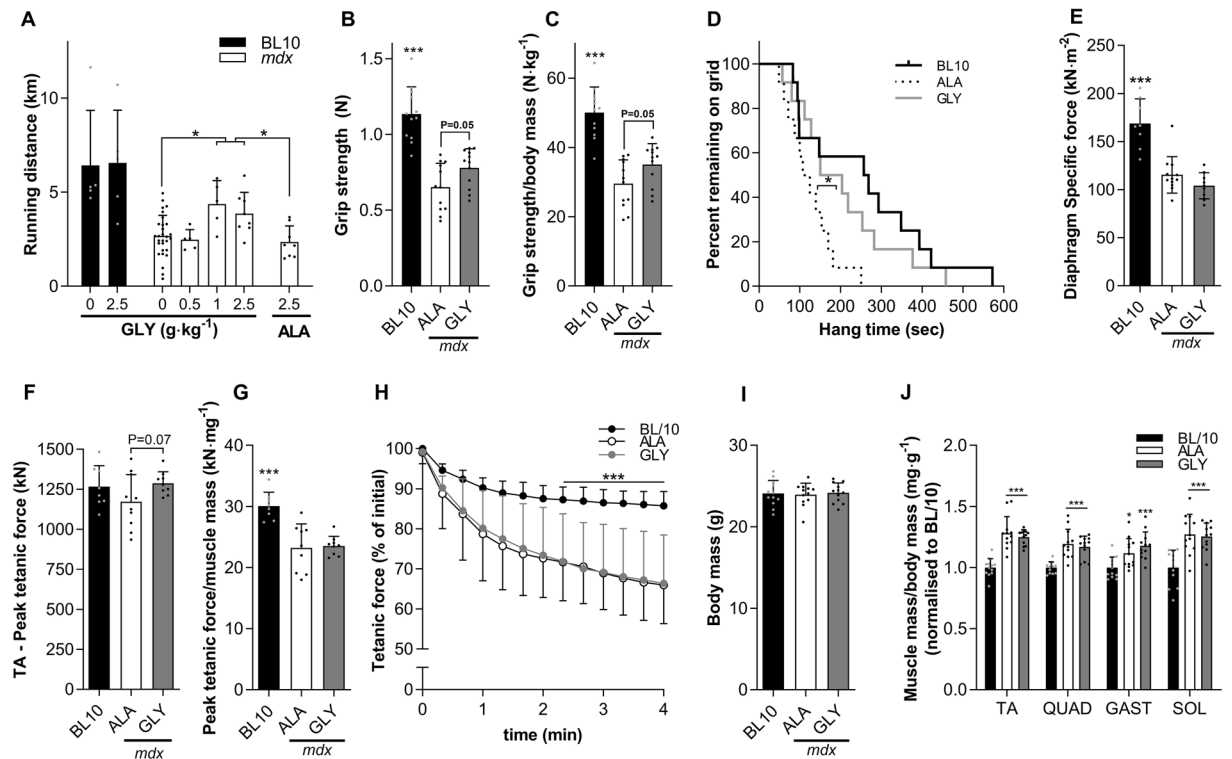 A
Running distance (km)
10
5
0
BL10
mdx
*
*
0
2.5
0
0.5
1
2.5
2.5
GLY (g·kg-1)
ALA
B
Grip strength (N)
1.5
1.0
0.5
0.0
***
P=0.05
BL10
ALA
GLY
mdx
C
Grip strength/body mass (N·kg-1)
60
40
20
0
***
P=0.05
BL10
ALA
GLY
mdx
D
Percent remaining on grid
100
80
60
40
20
0
BL10
ALA
GLY
*
0
100
200
300
400
500
600
Hang time (sec)
E
Diaphragm Specific force (kN·m-2)
250
200
150
100
50
0
***
BL10
ALA
GLY
mdx
F
TA - Peak tetanic force (kN)
1500
1250
1000
750
500
250
0
P=0.07
BL10
ALA
GLY
mdx
G
Peak tetanic force/muscle mass (kN·mg-1)
40
30
20
10
0
***
BL10
ALA
GLY
mdx
H
Tetanic force (% of initial)
100
90
80
70
60
50
0
BL/10
ALA
GLY
***
0
1
2
3
4
time (min)
I
Body mass (g)
30
20
10
0
BL10
ALA
GLY
mdx
J
Muscle mass/body mass (mg·g-1)
(normalised to BL/10)
2.0
1.5
1.0
0.5
0.0
BL/10
ALA
GLY
***
***
*
***
***
TA
QUAD
GAST
SOL